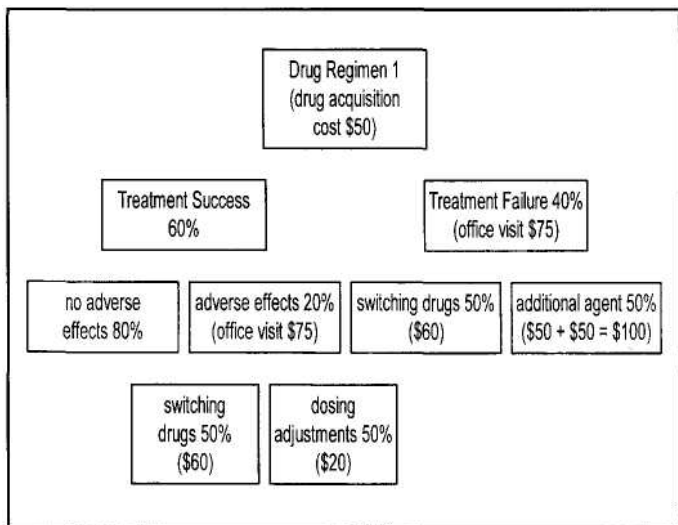 Drug Regimen 1
(drug acquisition
cost $50)
Treatment Success
60%
Treatment Failure 40%
(office visit $75)
no adverse
effects 80%
adverse effects 20%
(office visit $75)
switching drugs 50%
($60)
additional agent 50%
($50 + $50 = $100)
switching
drugs 50%
($60)
dosing
adjustments 50%
($20)